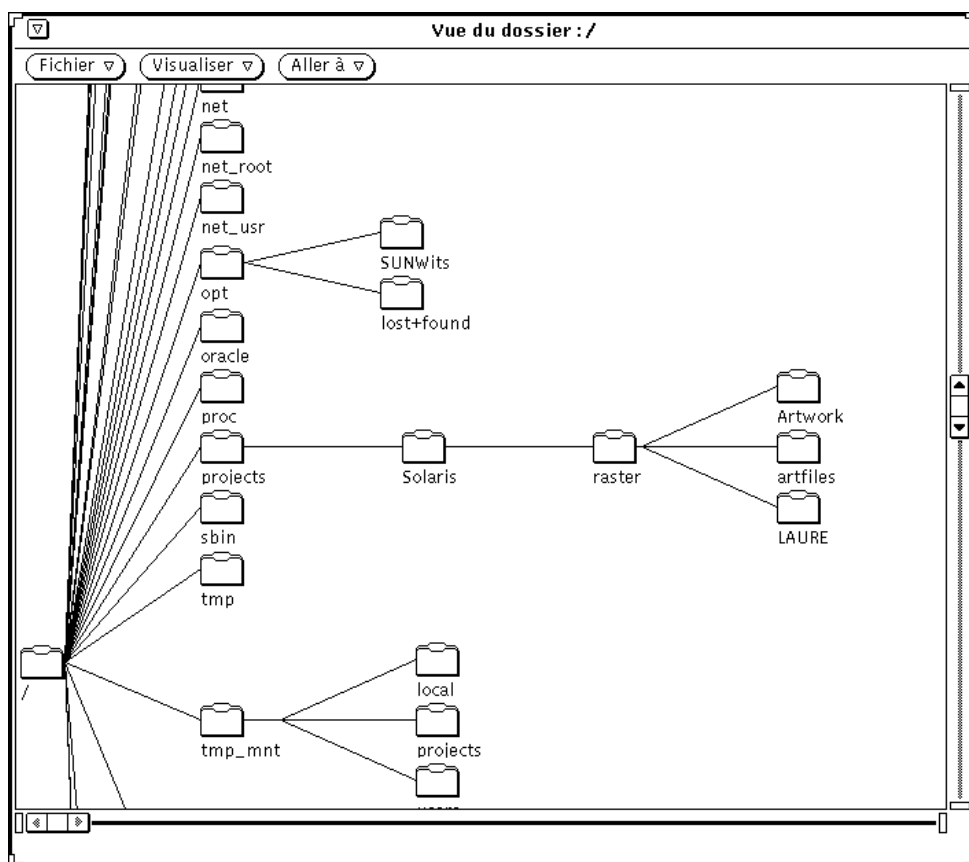 Vue du dossier : /
Fichier
Visualiser
Aller à
net
net_root
net_usr
SUNWits
opt
lost+found
oracle
proc
Artwork
projects
Solaris
raster
artfiles
sbin
LAURE
tmp
/
local
tmp_mnt
projects